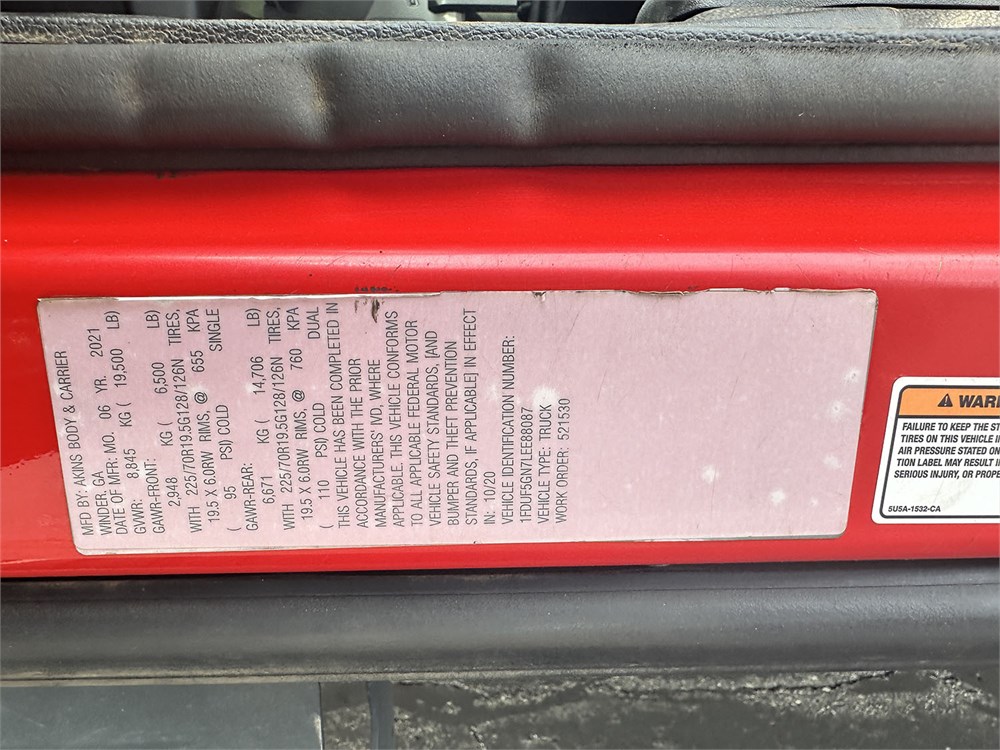 MFD BY: AKINS BODY & CARRIER
WINDER, GA
DATE OF MFR: MO. 06 YR. 2021
GVWR: 8,845 KG ( 19,500 LB)
GAWR-FRONT: KG ( 6,500 LB)
2,948
WITH 225/70R19.5G128/126N TIRES,
19.5 X 6.0RW RIMS, @ 655 KPA
( 95 PSI) COLD SINGLE
GAWR-REAR:
6,671 KG ( 14,706 LB)
WITH 225/70R19.5G128/126N TIRES,
19.5 X 6.0RW RIMS, @ 760 KPA
( 110 PSI) COLD DUAL
THIS VEHICLE HAS BEEN COMPLETED IN
ACCORDANCE WITH THE PRIOR
MANUFACTURERS' IVD, WHERE
APPLICABLE. THIS VEHICLE CONFORMS
TO ALL APPLICABLE FEDERAL MOTOR
VEHICLE SAFETY STANDARDS, [AND
BUMPER AND THEFT PREVENTION
STANDARDS, IF APPLICABLE] IN EFFECT
IN: 10/20
VEHICLE IDENTIFICATION NUMBER:
1FDUF5GN7LEE88087
VEHICLE TYPE: TRUCK
WORK ORDER: 521530
FAILURE TO KEEP THE
TIRES ON THIS VEHICLE
AIR PRESSURE STATED ON
TION LABEL MAY RESULT
SERIOUS INJURY, OR
5U5A-1532-CA